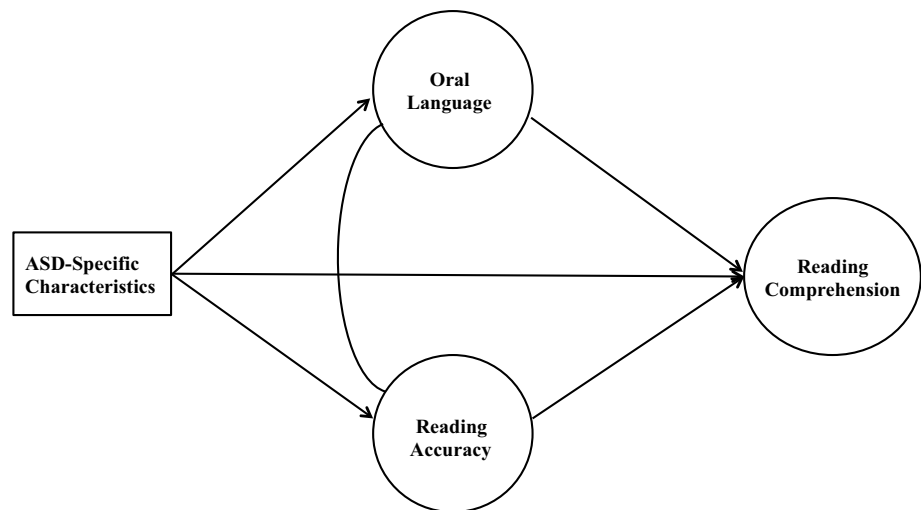 Oral
Language
ASD-Specific
Characteristics
Reading
Comprehension
Reading
Accuracy